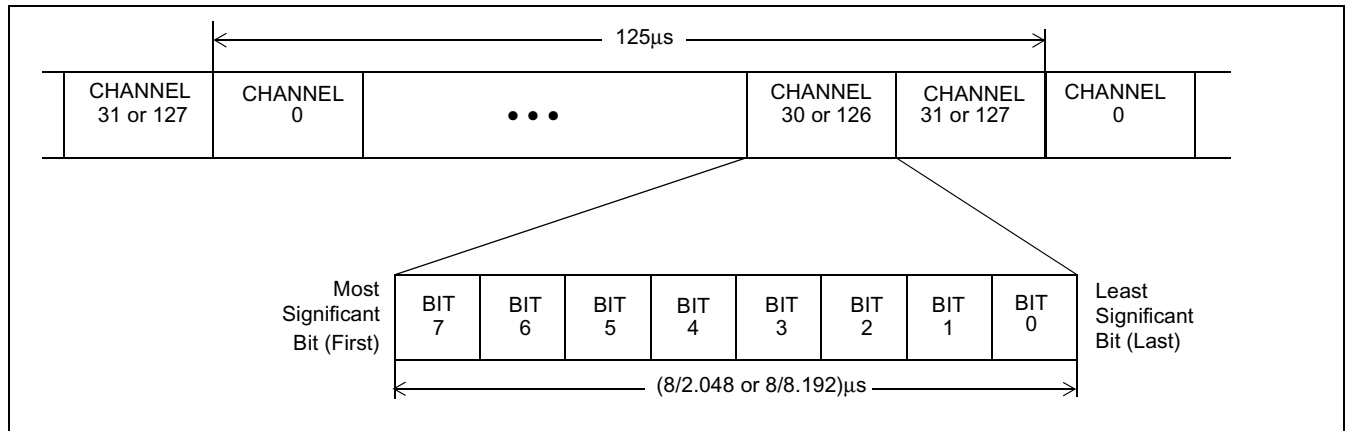 125μs
CHANNEL
31 or 127
CHANNEL
0
• • •
CHANNEL
30 or 126
CHANNEL
31 or 127
CHANNEL
0
Most
Significant
Bit (First)
BIT
7
BIT
6
BIT
5
BIT
4
BIT
3
BIT
2
BIT
1
BIT
0
Least
Significant
Bit (Last)
(8/2.048 or 8/8.192)μs